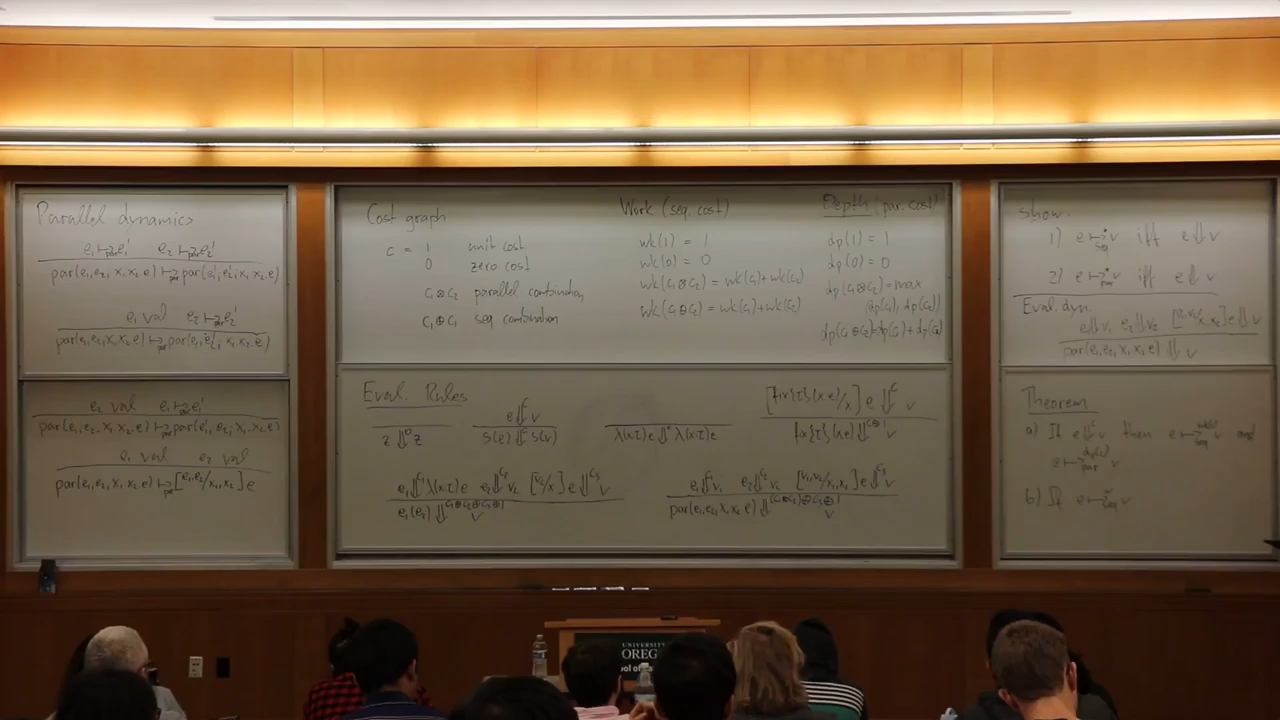 Parallel dynamics
e₁ ↦par e₁'   e₂ ↦par e₂'
par(e₁, e₂, x₁.x₂.e) ↦par par(e₁', e₂', x₁.x₂.e)
e₁ val   e₂ ↦par e₂'
par(e₁, e₂, x₁.x₂.e) ↦par par(e₁, e₂', x₁.x₂.e)
e₂ val   e₁ ↦par e₁'
par(e₁, e₂, x₁.x₂.e) ↦par par(e₁', e₂, x₁.x₂.e)
e₁ val   e₂ val
par(e₁, e₂, x₁.x₂.e) ↦par [e₁,e₂/x₁,x₂]e
Cost graph
c = 1 unit cost
0 zero cost
c₁⊗c₂ parallel combination
c₁⊕c₁ seq combination
Work (seq. cost)
wk(1) = 1
wk(0) = 0
wk(c₁⊗c₂) = wk(c₁)+wk(c₂)
wk(c₁⊕c₂) = wk(c₁)+wk(c₂)
Depth (par. cost)
dp(1) = 1
dp(0) = 0
dp(c₁⊗c₂) = max
(dp(c₁), dp(c₂))
dp(c₁⊕c₂) = dp(c₁) + dp(c₂)
Eval. Rules
z ⇓⁰ z
e ⇓ᶜ v
s(e) ⇓ᶜ s(v)
λ(x:τ)e ⇓⁰ λ(x:τ)e
[fix{τ}(x.e)/x] e ⇓ᶜ v
fix{τ}(x.e) ⇓ᶜ⊕¹ v
e₁ ⇓ᶜ¹ λ(x:τ)e   e₂ ⇓ᶜ² v₂   [v₂/x]e ⇓ᶜ³ v
e₁(e₂) ⇓ᶜ¹⊕ᶜ²⊕ᶜ³⊕¹ v
e₁ ⇓ᶜ¹ v₁   e₂ ⇓ᶜ² v₂   [v₁,v₂/x₁,x₂]e ⇓ᶜ³ v
par(e₁, e₂, x₁.x₂.e) ⇓(ᶜ¹⊗ᶜ²)⊕ᶜ³⊕¹ v
Show:
1) e ↦*seq v iff e ⇓ v
2) e ↦*par v iff e ⇓ v
Eval. dyn.
e₁ ⇓ v₁   e₂ ⇓ v₂   [v₁,v₂/x₁,x₂]e ⇓ v
par(e₁, e₂, x₁.x₂.e) ⇓ v
Theorem
a) If e ⇓ᶜ v then e ↦seq^wk(c) v and
e ↦par^dp(c) v
b) If e ↦seq v
UNIVERSITY
OREG
ool of